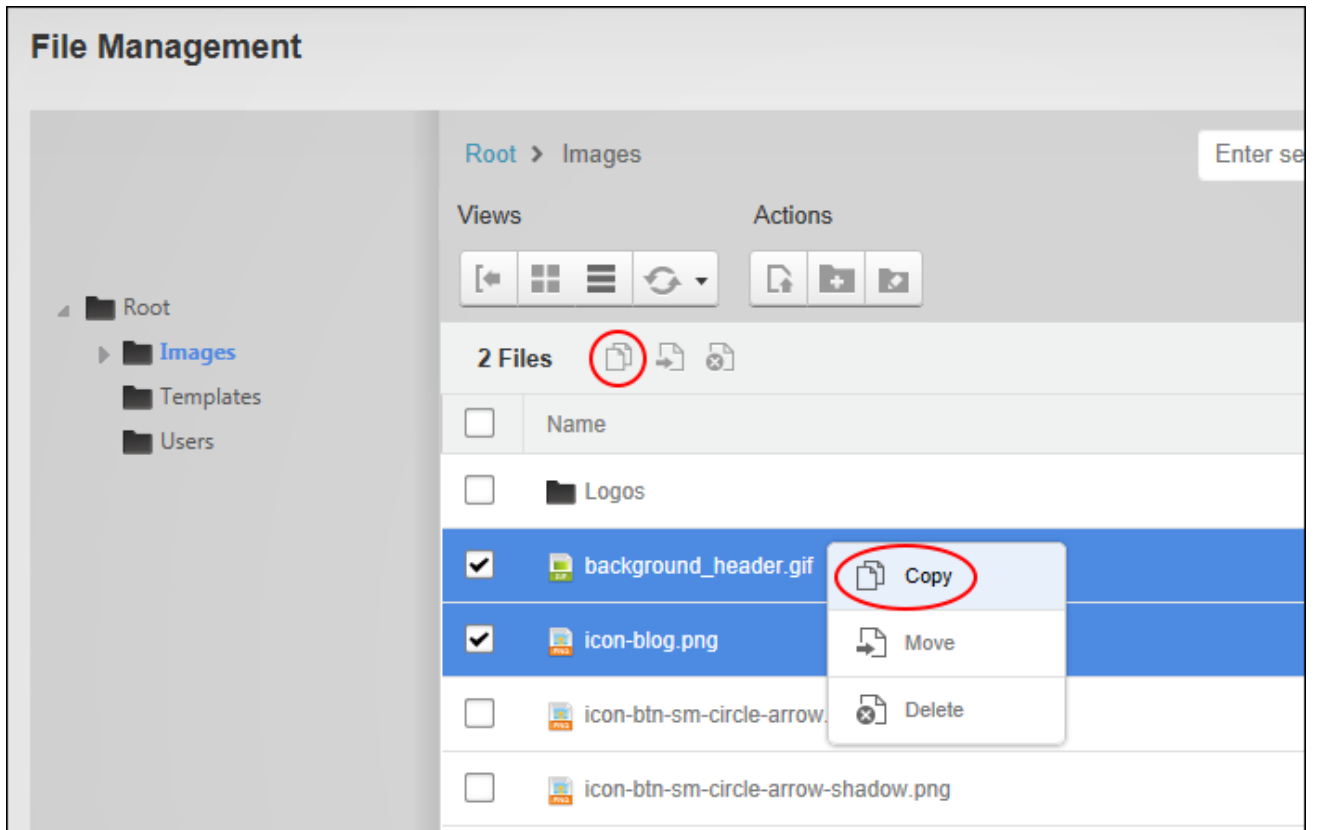 File Management
Root > Images
Enter se
Views
Actions
Root
Images
Templates
Users
2 Files
Name
Logos
background_header.gif
Copy
icon-blog.png
Move
icon-btn-sm-circle-arrow.
Delete
icon-btn-sm-circle-arrow-shadow.png